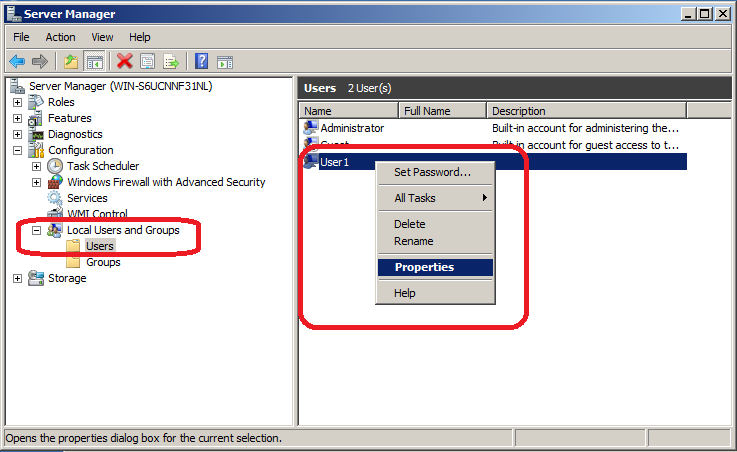 Server Manager
File Action View Help
Server Manager (WIN-S6UCNNF31NL)
Roles
Features
Diagnostics
Configuration
Task Scheduler
Windows Firewall with Advanced Security
Services
WMI Control
Local Users and Groups
Users
Groups
Storage
Users 2 User(s)
Name Full Name Description
Administrator Built-in account for administering the...
Guest Built-in account for guest access to t...
User1
Set Password...
All Tasks
Delete
Rename
Properties
Help
Opens the properties dialog box for the current selection.